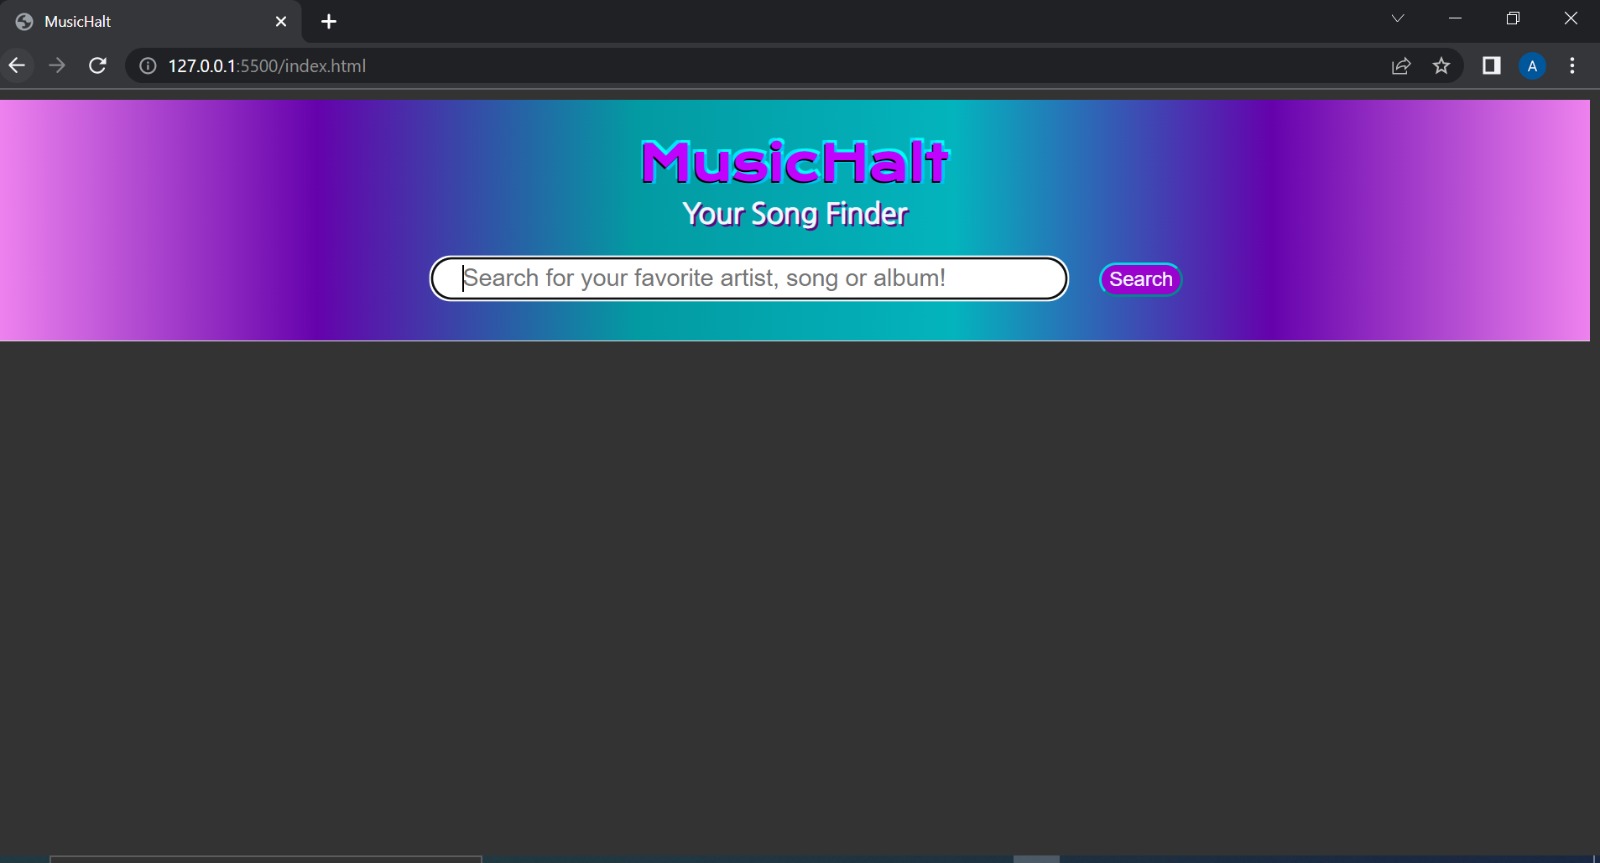 MusicHalt
127.0.0.1:5500/index.html
A
MusicHalt
Your Song Finder
Search for your favorite artist, song or album!
Search